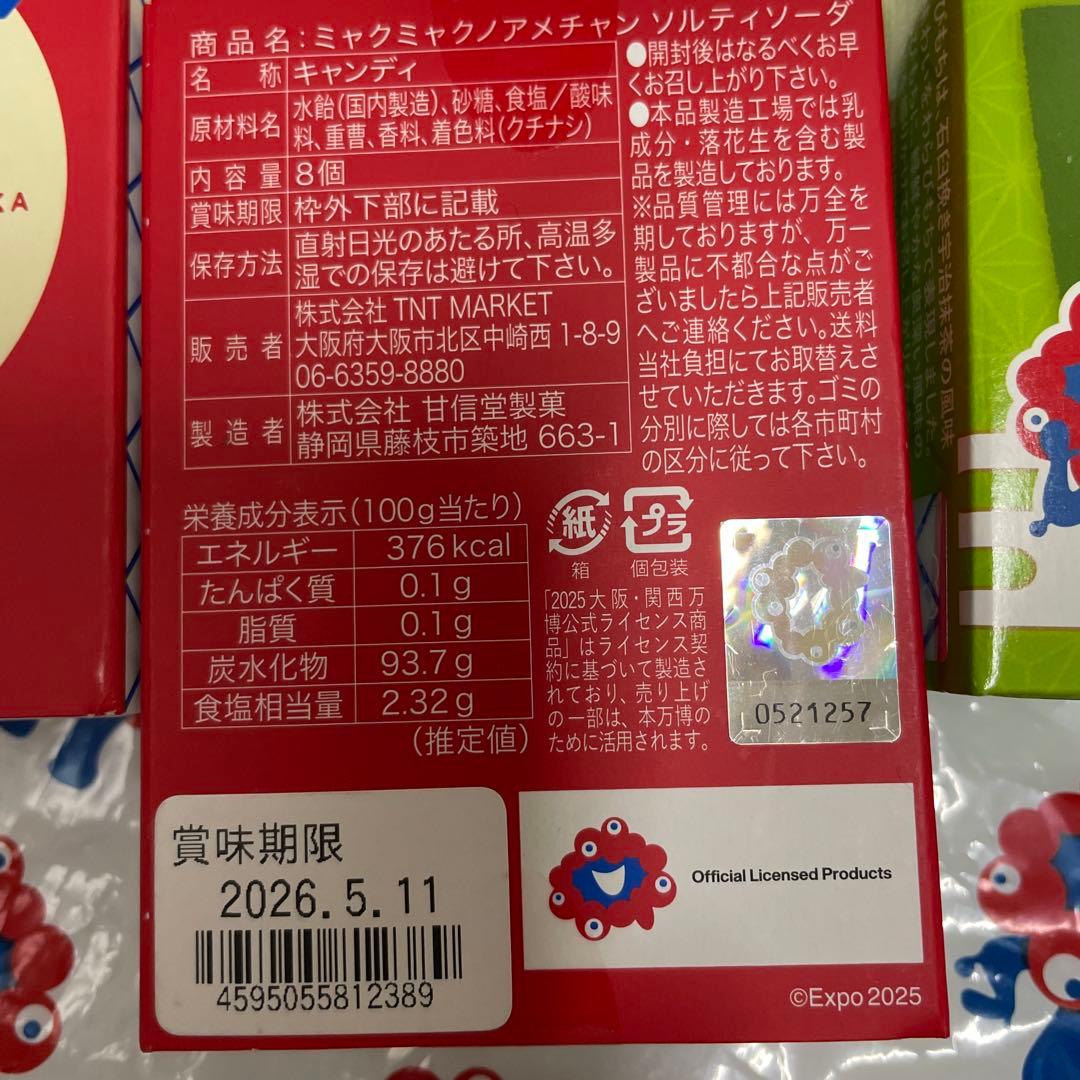 商品名:ミャクミャクノアメチャン ソルティソーダ
名称 キャンディ
原材料名 水飴(国内製造)、砂糖、食塩/酸味
料、重曹、香料、着色料(クチナシ)
内容量 8個
賞味期限 枠外下部に記載
保存方法 直射日光のあたる所、高温多
湿での保存は避けて下さい。
販売者 株式会社 TNT MARKET
大阪府大阪市北区中崎西 1-8-9
06-6359-8880
製造者 株式会社 甘信堂製菓
静岡県藤枝市築地 663-1
●開封後はなるべくお早
くお召し上がり下さい。
●本品製造工場では乳
成分・落花生を含む製
品を製造しております。
※品質管理には万全を
期しておりますが、万一
製品に不都合な点がご
ざいましたら上記販売者
へご連絡ください。送料
当社負担にてお取替えさ
せていただきます。ゴミの
分別に際しては各市町村
の区分に従って下さい。
栄養成分表示(100g当たり)
エネルギー 376kcal
たんぱく質 0.1g
脂質 0.1g
炭水化物 93.7g
食塩相当量 2.32g
(推定値)
紙 プラ
箱 個包装
「2025大阪・関西万
博公式ライセンス商
品」はライセンス契
約に基づいて製造さ
れており、売り上げ
の一部は、本万博の
ために活用されます。
0521257
賞味期限
2026.5.11
4595055812389
Official Licensed Products
©Expo 2025
KA
石臼挽き宇治抹茶の風味